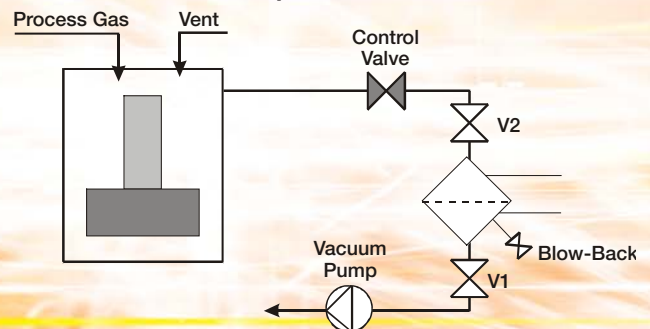 Process Gas
Vent
Control
Valve
V2
Blow-Back
Vacuum
Pump
V1